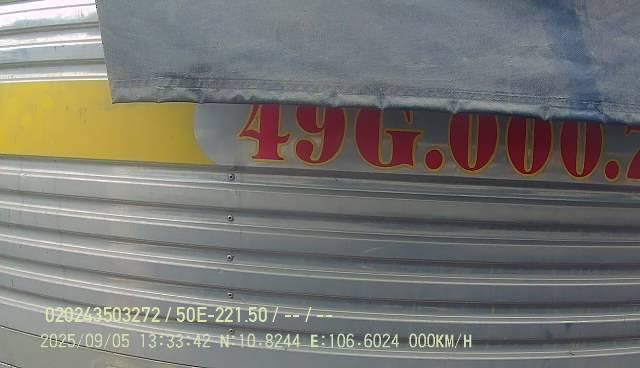 49G.000.
020243503272 / 50E-221.50 / -- / --
2025/09/05 13:33:42 N:10.8244 E:106.6024 000KM/H